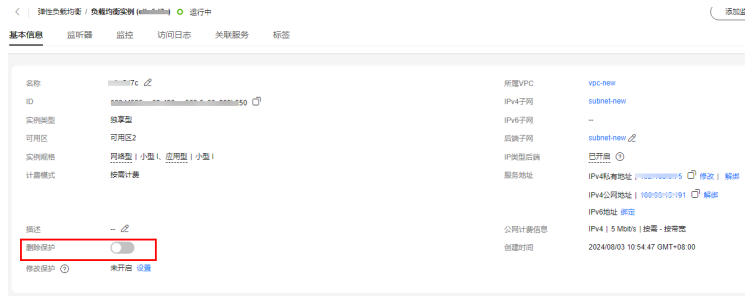 弹性负载均衡 / 负载均衡实例 ( ) 运行中 添加监
基本信息 监听器 监控 访问日志 关联服务 标签
名称 7c 所属VPC vpc-new
ID 50 IPv4子网 subnet-new
实例类型 独享型 IPv6子网 --
可用区 可用区2 后端子网 subnet-new
实例规格 网络型 | 小型 I、应用型 | 小型 I IP类型后端 已开启
计费模式 按需计费 服务地址 IPv4私有地址 | 5 修改 | 解绑
IPv4公网地址 | 191 解绑
IPv6地址 绑定
描述 -- 公网计费信息 IPv4 | 5 Mbit/s | 按需 - 按带宽
删除保护 创建时间 2024/08/03 10:54:47 GMT+08:00
修改保护 未开启 设置